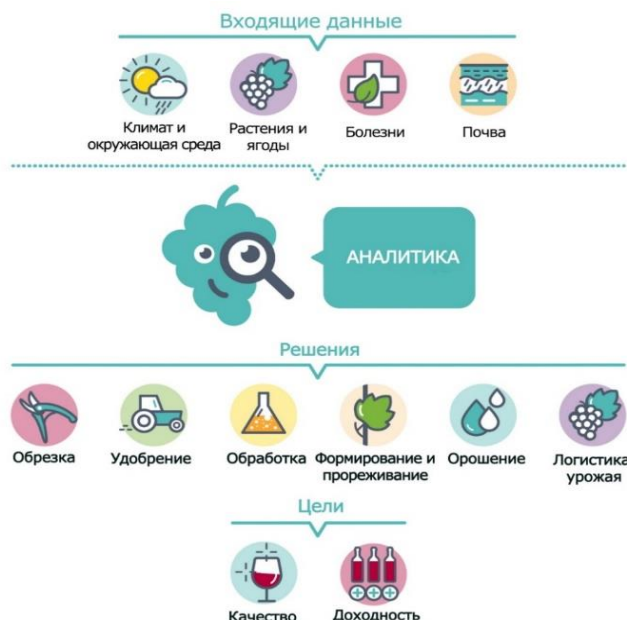 Входящие данные
Климат и
окружающая среда
Растения и
ягоды
Болезни
Почва
АНАЛИТИКА
Решения
Обрезка
Удобрение
Обработка
Формирование и
прореживание
Орошение
Логистика
урожая
Цели
Качество
Доходность